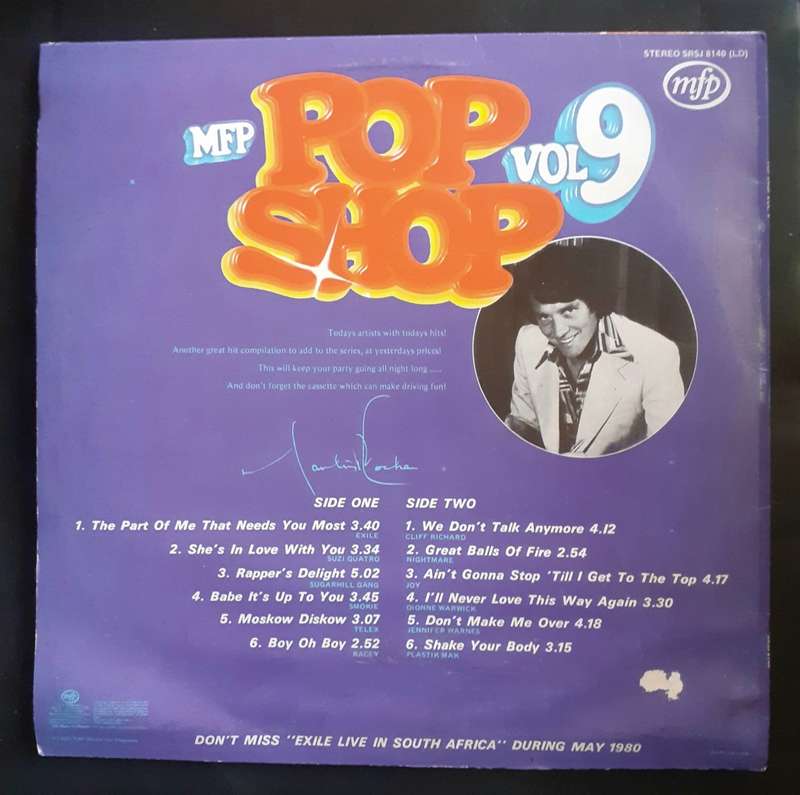 STEREO SRSJ 8140 (L.D)
mfp
MFP
POP
SHOP
VOL 9
Todays artists with todays hits!
Another great hit compilation to add to the series, at yesterdays prices!
This will keep your party going all night long .....
And don't forget the cassette which can make driving fun!
SIDE ONE
1. The Part Of Me That Needs You Most 3.40
EXILE
2. She's In Love With You 3.34
SUZI QUATRO
3. Rapper's Delight 5.02
SUGARHILL GANG
4. Babe It's Up To You 3.45
SMOKIE
5. Moskow Diskow 3.07
TELEX
6. Boy Oh Boy 2.52
RACEY
SIDE TWO
1. We Don't Talk Anymore 4.12
CLIFF RICHARD
2. Great Balls Of Fire 2.54
NIGHTMARE
3. Ain't Gonna Stop 'Till I Get To The Top 4.17
JOY
4. I'll Never Love This Way Again 3.30
DIONNE WARWICK
5. Don't Make Me Over 4.18
JENNIFER WARNES
6. Shake Your Body 3.15
PLASTIK MAK
mfp
DON'T MISS "EXILE LIVE IN SOUTH AFRICA" DURING MAY 1980